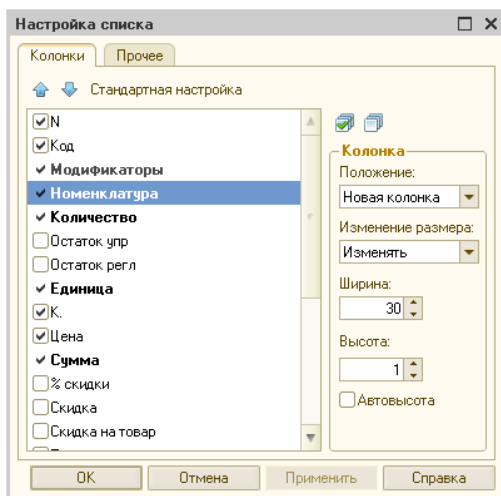 Настройка списка
Колонки Прочее
Стандартная настройка
N
Код
Модификаторы
Номенклатура
Количество
Остаток упр
Остаток регл
Единица
К.
Цена
Сумма
% скидки
Скидка
Скидка на товар
Колонка
Положение:
Новая колонка
Изменение размера:
Изменять
Ширина:
30
Высота:
1
Автовысота
OK Отмена Применить Справка